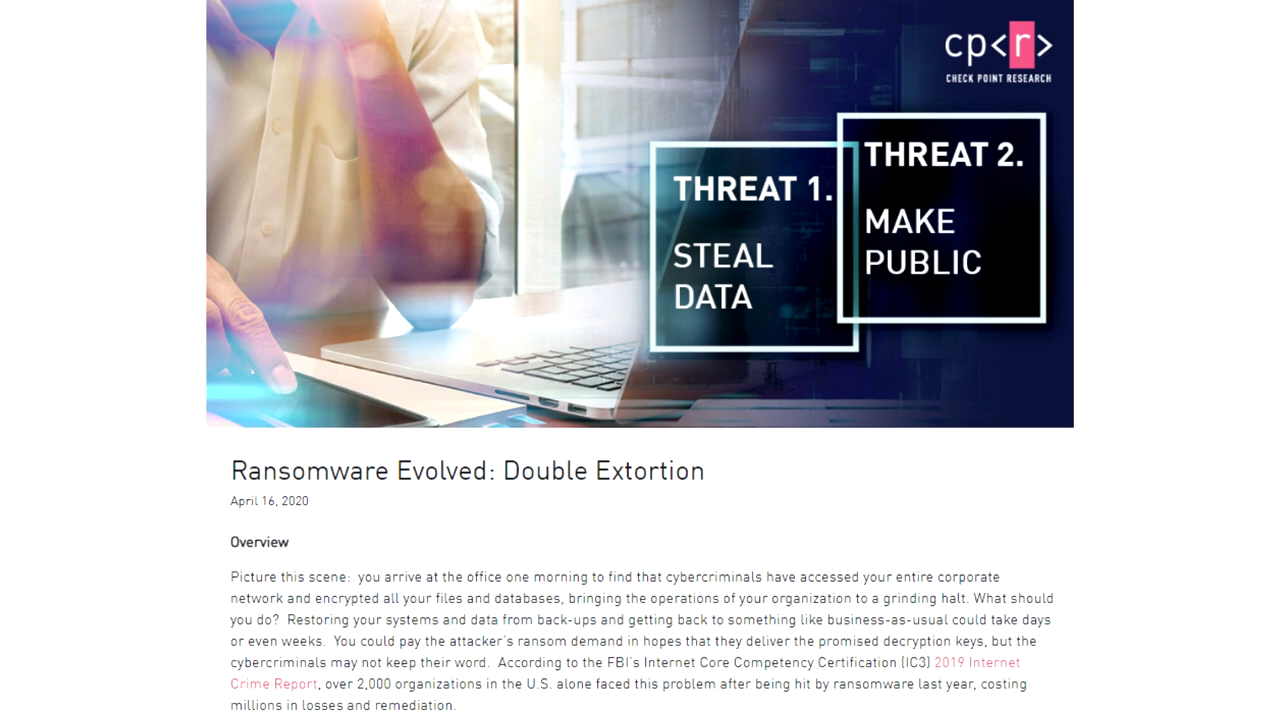 cp<r>
CHECK POINT RESEARCH
THREAT 1.
STEAL
DATA
THREAT 2.
MAKE
PUBLIC
Ransomware Evolved: Double Extortion
April 16, 2020
Overview
Picture this scene:  you arrive at the office one morning to find that cybercriminals have accessed your entire corporate
network and encrypted all your files and databases, bringing the operations of your organization to a grinding halt. What should
you do?  Restoring your systems and data from back-ups and getting back to something like business-as-usual could take days
or even weeks.  You could pay the attacker's ransom demand in hopes that they deliver the promised decryption keys, but the
cybercriminals may not keep their word.  According to the FBI's Internet Core Competency Certification (IC3) 2019 Internet
Crime Report, over 2,000 organizations in the U.S. alone faced this problem after being hit by ransomware last year, costing
millions in losses and remediation.